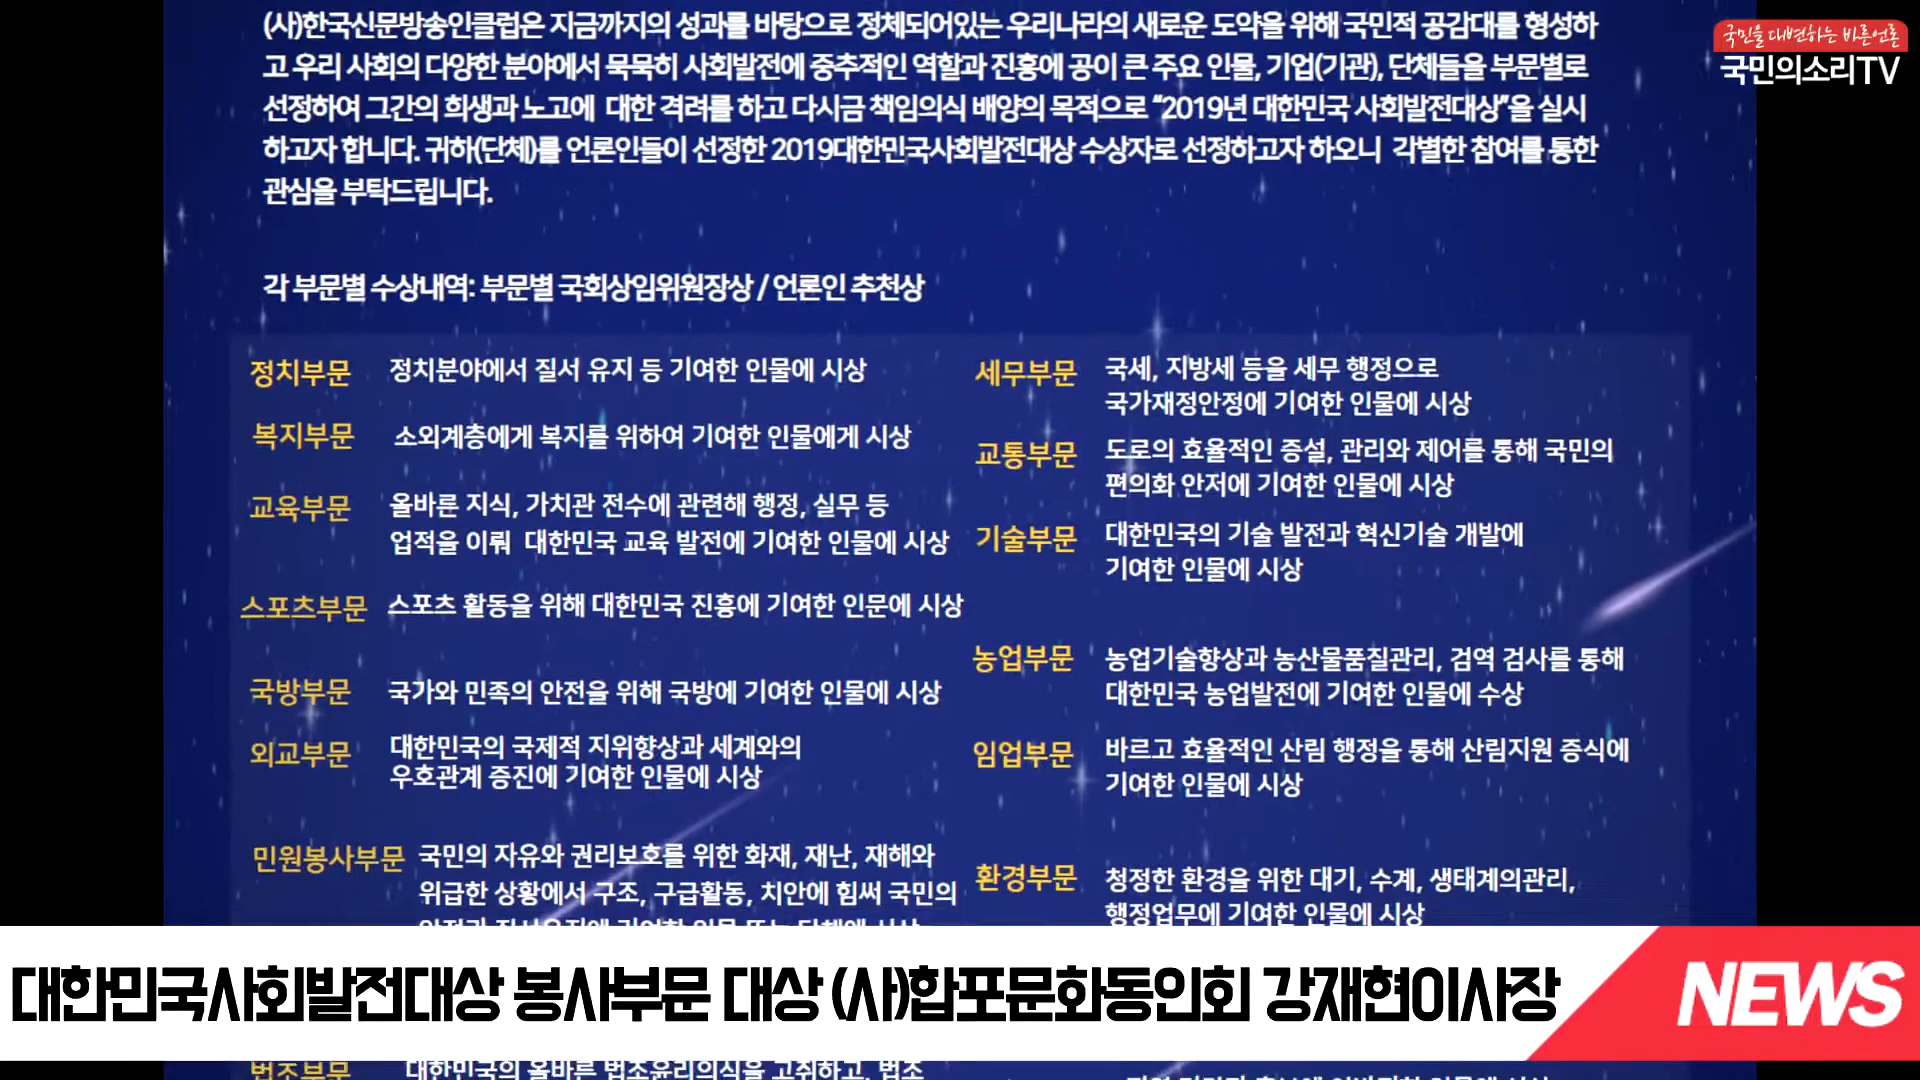 (사)한국신문방송인클럽은 지금까지의 성과를 바탕으로 정체되어있는 우리나라의 새로운 도약을 위해 국민적 공감대를 형성하
고 우리 사회의 다양한 분야에서 묵묵히 사회발전에 중추적인 역할과 진흥에 공이 큰 주요 인물, 기업(기관), 단체들을 부문별로
선정하여 그간의 희생과 노고에 대한 격려를 하고 다시금 책임의식 배양의 목적으로 “2019년 대한민국 사회발전대상”을 실시
하고자 합니다. 귀하(단체)를 언론인들이 선정한 2019대한민국사회발전대상 수상자로 선정하고자 하오니 각별한 참여를 통한
관심을 부탁드립니다.
국민을 대변하는 바른언론
국민의소리TV
각 부문별 수상내역: 부문별 국회상임위원장상 / 언론인 추천상
정치부문 정치분야에서 질서 유지 등 기여한 인물에 시상
복지부문 소외계층에게 복지를 위하여 기여한 인물에게 시상
교육부문 올바른 지식, 가치관 전수에 관련해 행정, 실무 등
업적을 이뤄 대한민국 교육 발전에 기여한 인물에 시상
스포츠부문 스포츠 활동을 위해 대한민국 진흥에 기여한 인문에 시상
국방부문 국가와 민족의 안전을 위해 국방에 기여한 인물에 시상
외교부문 대한민국의 국제적 지위향상과 세계와의
우호관계 증진에 기여한 인물에 시상
민원봉사부문 국민의 자유와 권리보호를 위한 화재, 재난, 재해와
위급한 상황에서 구조, 구급활동, 치안에 힘써 국민의
세무부문 국세, 지방세 등을 세무 행정으로
국가재정안정에 기여한 인물에 시상
교통부문 도로의 효율적인 증설, 관리와 제어를 통해 국민의
편의화 안저에 기여한 인물에 시상
기술부문 대한민국의 기술 발전과 혁신기술 개발에
기여한 인물에 시상
농업부문 농업기술향상과 농산물품질관리, 검역 검사를 통해
대한민국 농업발전에 기여한 인물에 수상
임업부문 바르고 효율적인 산림 행정을 통해 산림지원 증식에
기여한 인물에 시상
환경부문 청정한 환경을 위한 대기, 수계, 생태계의관리,
행정업무에 기여한 인물에 시상
대한민국사회발전대상 봉사부문 대상 (사)합포문화동인회 강재현이사장
NEWS
법조부문 대한민국의 올바른 법조윤리의식을 고취하고, 법조